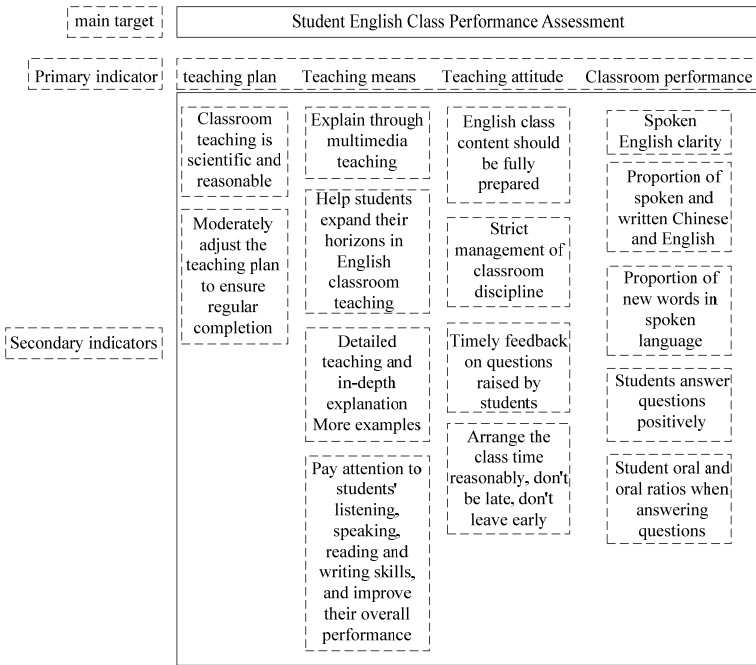 main target
Student English Class Performance Assessment
Primary indicator
teaching plan
Teaching means
Teaching attitude
Classroom performance
Secondary indicators
Classroom
teaching is
scientific and
reasonable
Moderately
adjust the
teaching plan
to ensure
regular
completion
Explain through
multimedia
teaching
Help students
expand their
horizons in
English
classroom
teaching
Detailed
teaching and
in-depth
explanation
More examples
Pay attention to
students'
listening,
speaking,
reading and
writing skills,
and improve
their overall
performance
English class
content should
be fully
prepared
Strict
management of
classroom
discipline
Timely feedback
on questions
raised by
students
Arrange the
class time
reasonably, don't
be late, don't
leave early
Spoken
English clarity
Proportion of
spoken and
written Chinese
and English
Proportion of
new words in
spoken
language
Students answer
questions
positively
Student oral and
oral ratios when
answering
questions